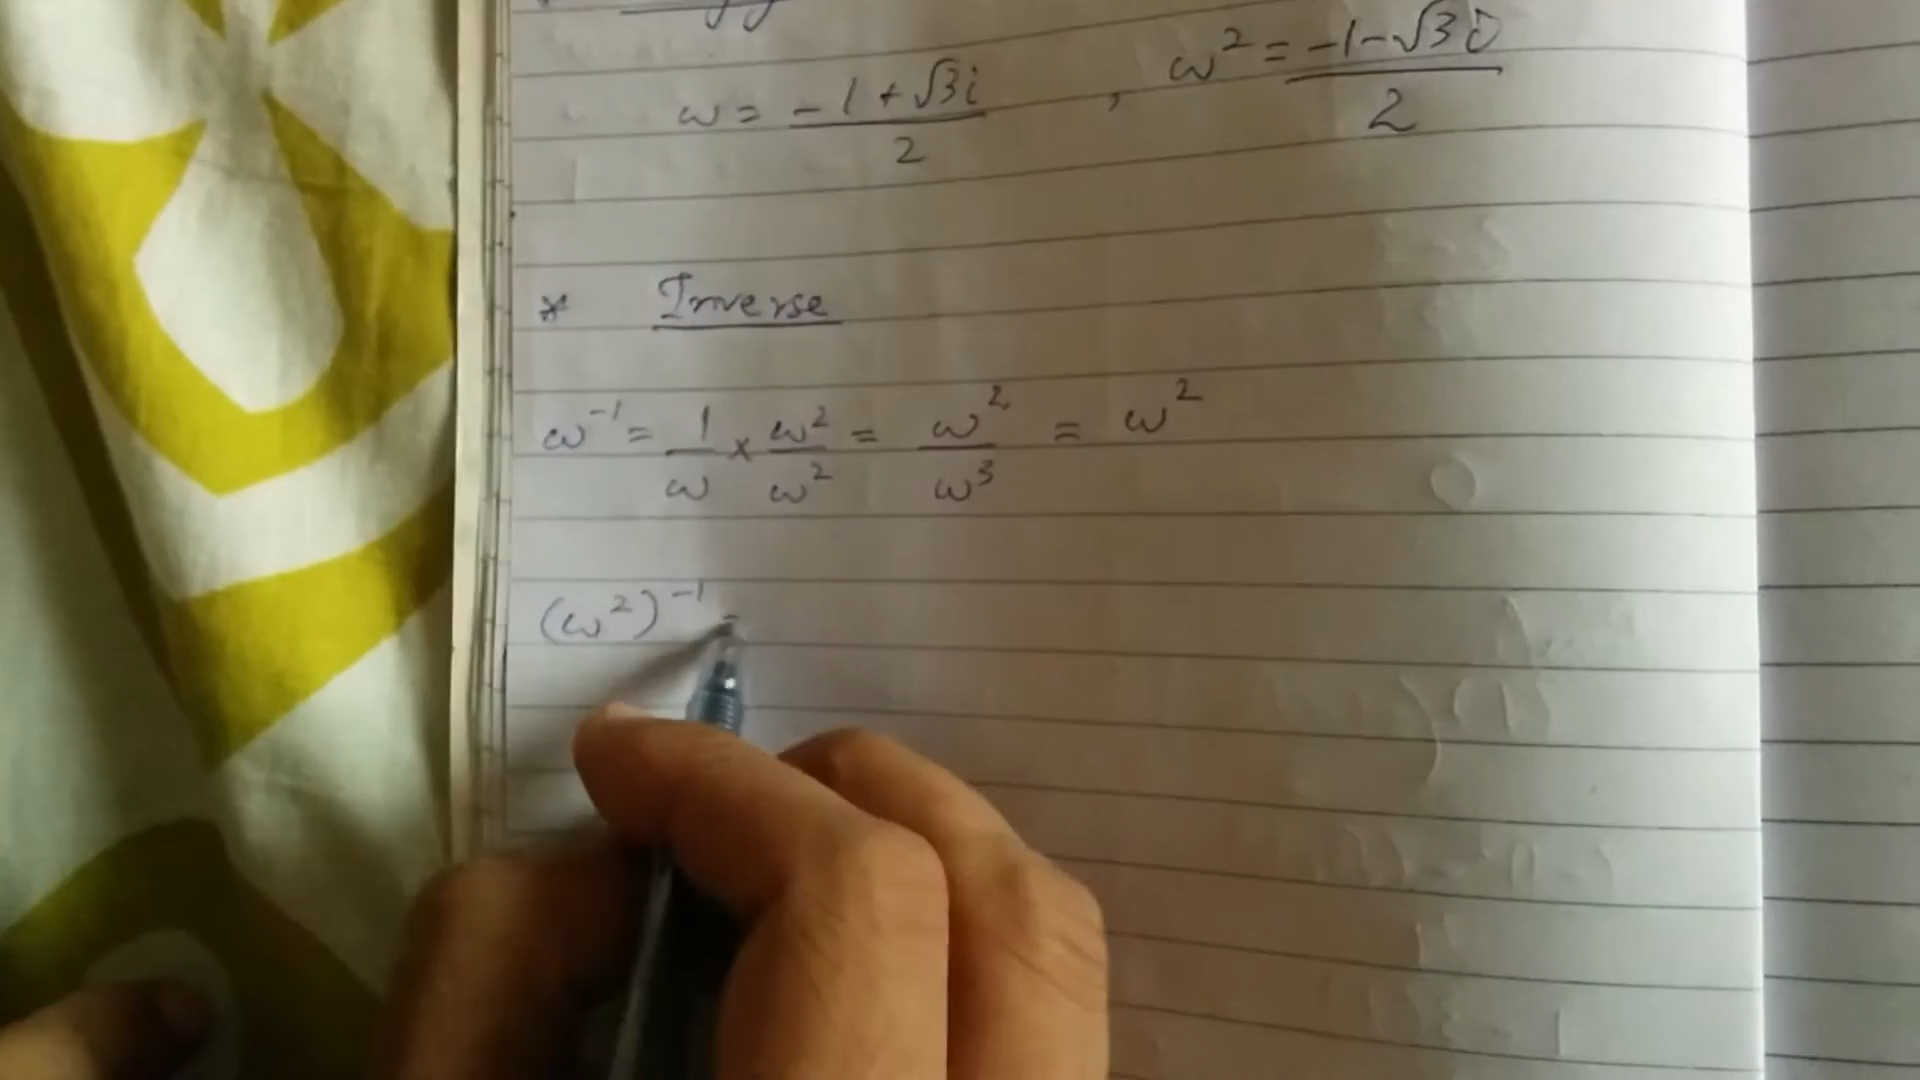 ω = (-1 + √3i)/2 , ω² = (-1 - √3i)/2
* Inverse
ω⁻¹ = 1/ω × ω²/ω² = ω²/ω³ = ω²
(ω²)⁻¹ =